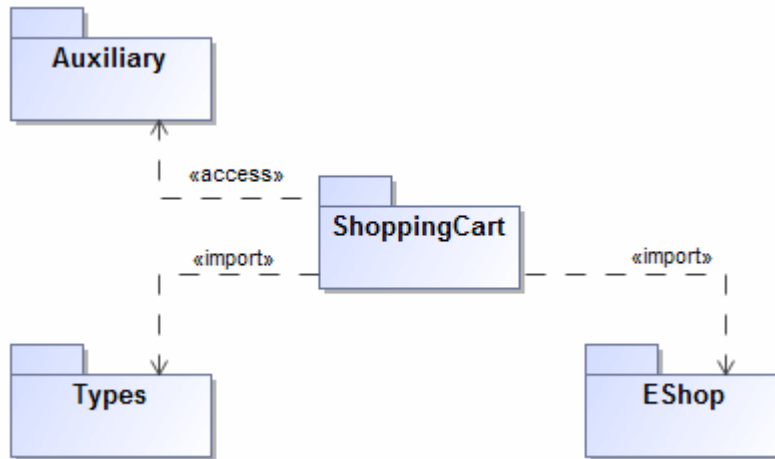 Auxiliary
«access»
ShoppingCart
«import»
«import»
Types
EShop